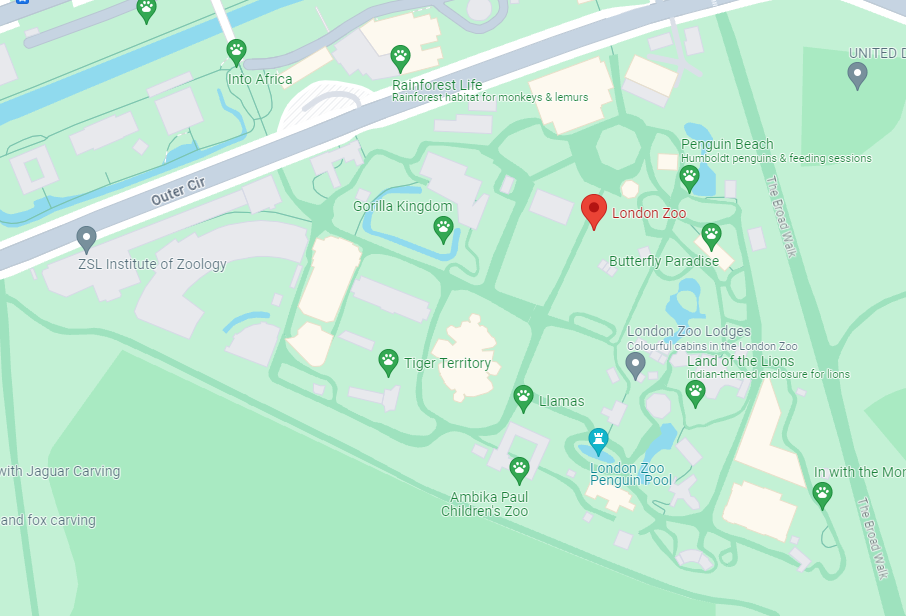 UNITED D
Into Africa
Rainforest Life
Rainforest habitat for monkeys & lemurs
Penguin Beach
Humboldt penguins & feeding sessions
Outer Cir
The Broad Walk
Gorilla Kingdom
London Zoo
ZSL Institute of Zoology
Butterfly Paradise
London Zoo Lodges
Colourful cabins in the London Zoo
Tiger Territory
Land of the Lions
Indian-themed enclosure for lions
Llamas
with Jaguar Carving
London Zoo
Penguin Pool
In with the Mon
Ambika Paul
Children's Zoo
and fox carving
The Broad Walk